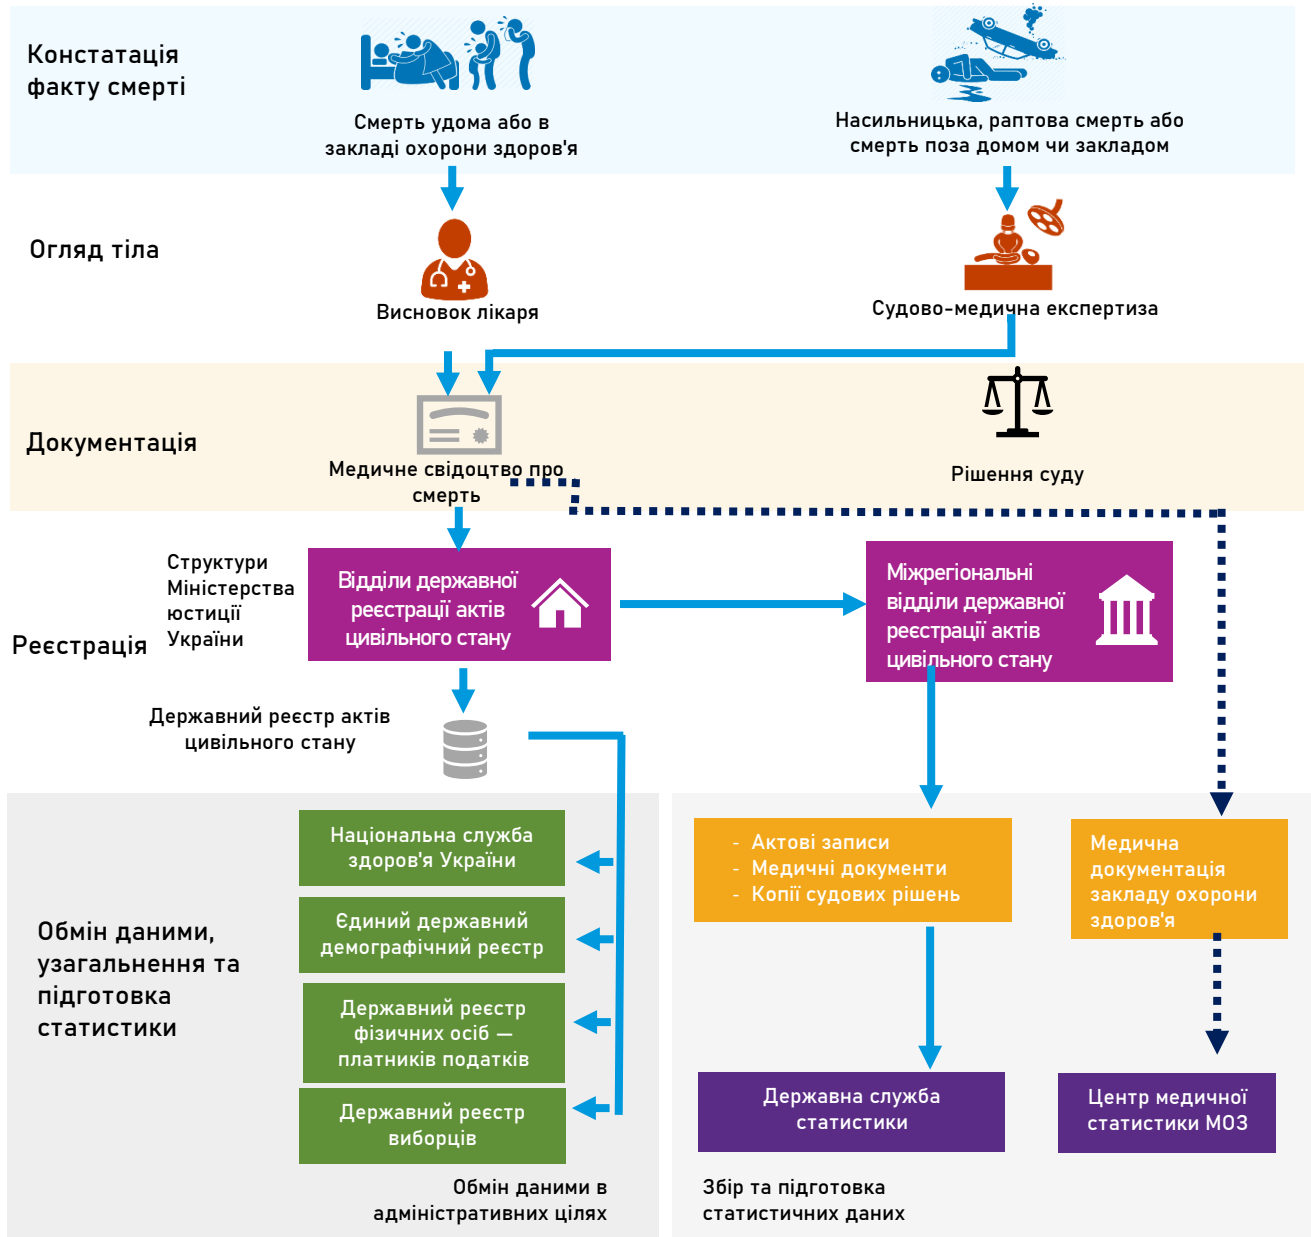 Констатація
факту смерті
Смерть удома або в
закладі охорони здоров'я
Насильницька, раптова смерть або
смерть поза домом чи закладом
Огляд тіла
Висновок лікаря
Судово-медична експертиза
Документація
Медичне свідоцтво про
смерть
Рішення суду
Реєстрація
Структури
Міністерства
юстиції
України
Відділи державної
реєстрації актів
цивільного стану
Міжрегіональні
відділи державної
реєстрації актів
цивільного стану
Державний реєстр актів
цивільного стану
Обмін даними,
узагальнення та
підготовка
статистики
Національна служба
здоров'я України
Єдиний державний
демографічний реєстр
Державний реєстр
фізичних осіб —
платників податків
Державний реєстр
виборців
Обмін даними в
адміністративних цілях
- Актові записи
- Медичні документи
- Копії судових рішень
Медична
документація
закладу охорони
здоров'я
Державна служба
статистики
Центр медичної
статистики МОЗ
Збір та підготовка
статистичних даних